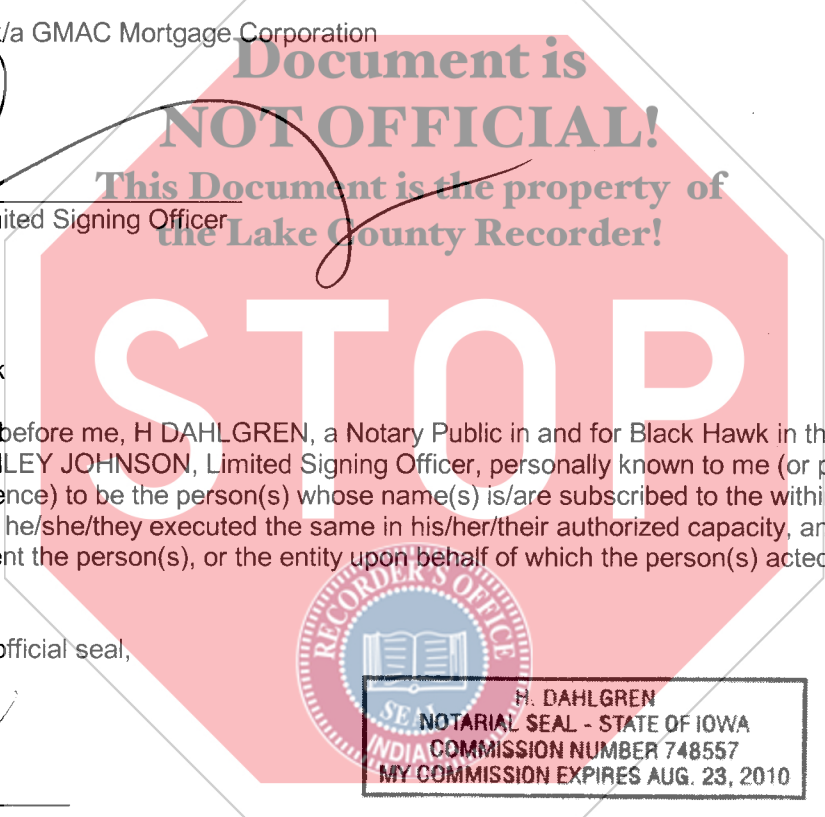 k/a GMAC Mortgage Corporation
Document is
NOT OFFICIAL!
This Document is the property of
the Lake County Recorder!
ited Signing Officer
STOP
k
before me, H DAHLGREN, a Notary Public in and for Black Hawk in th
LEY JOHNSON, Limited Signing Officer, personally known to me (or p
ence) to be the person(s) whose name(s) is/are subscribed to the withi
he/she/they executed the same in his/her/their authorized capacity, an
ent the person(s), or the entity upon behalf of which the person(s) acted
RECORDER'S OFFICE
SEAL
INDIANA
official seal,
H. DAHLGREN
NOTARIAL SEAL - STATE OF IOWA
COMMISSION NUMBER 748557
MY COMMISSION EXPIRES AUG. 23, 2010